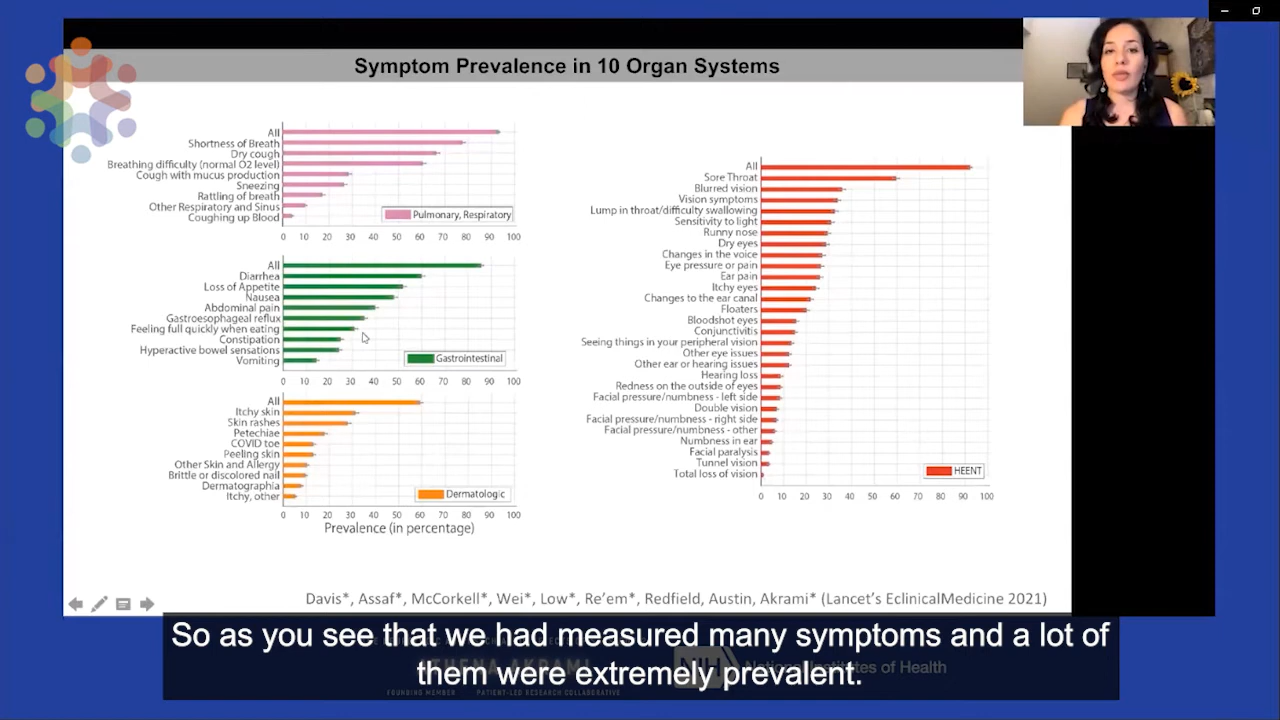 Symptom Prevalence in 10 Organ Systems
All
Shortness of Breath
Dry cough
Breathing difficulty (normal O2 level)
Cough with mucus production
Sneezing
Rattling of breath
Other Respiratory and Sinus
Coughing up Blood
Pulmonary, Respiratory
0 10 20 30 40 50 60 70 80 90 100
All
Diarrhea
Loss of Appetite
Nausea
Abdominal pain
Gastroesophageal reflux
Feeling full quickly when eating
Constipation
Hyperactive bowel sensations
Vomiting
Gastrointestinal
0 10 20 30 40 50 60 70 80 90 100
All
Itchy skin
Skin rashes
Petechiae
COVID toe
Peeling skin
Other Skin and Allergy
Brittle or discolored nail
Dermatographia
Itchy, other
Dermatologic
0 10 20 30 40 50 60 70 80 90 100
Prevalence (in percentage)
All
Sore Throat
Blurred vision
Vision symptoms
Lump in throat/difficulty swallowing
Sensitivity to light
Runny nose
Dry eyes
Changes in the voice
Eye pressure or pain
Ear pain
Itchy eyes
Changes to the ear canal
Floaters
Bloodshot eyes
Conjunctivitis
Seeing things in your peripheral vision
Other eye issues
Other ear or hearing issues
Hearing loss
Redness on the outside of eyes
Facial pressure/numbness - left side
Double vision
Facial pressure/numbness - right side
Facial pressure/numbness - other
Numbness in ear
Facial paralysis
Tunnel vision
Total loss of vision
HEENT
0 10 20 30 40 50 60 70 80 90 100
Davis*, Assaf*, McCorkell*, Wei*, Low*, Re'em*, Redfield, Austin, Akrami* (Lancet's EclinicalMedicine 2021)
So as you see that we had measured many symptoms and a lot of
them were extremely prevalent.
NIH National Institutes of Health
FOUNDING MEMBER PATIENT-LED RESEARCH COLLABORATIVE